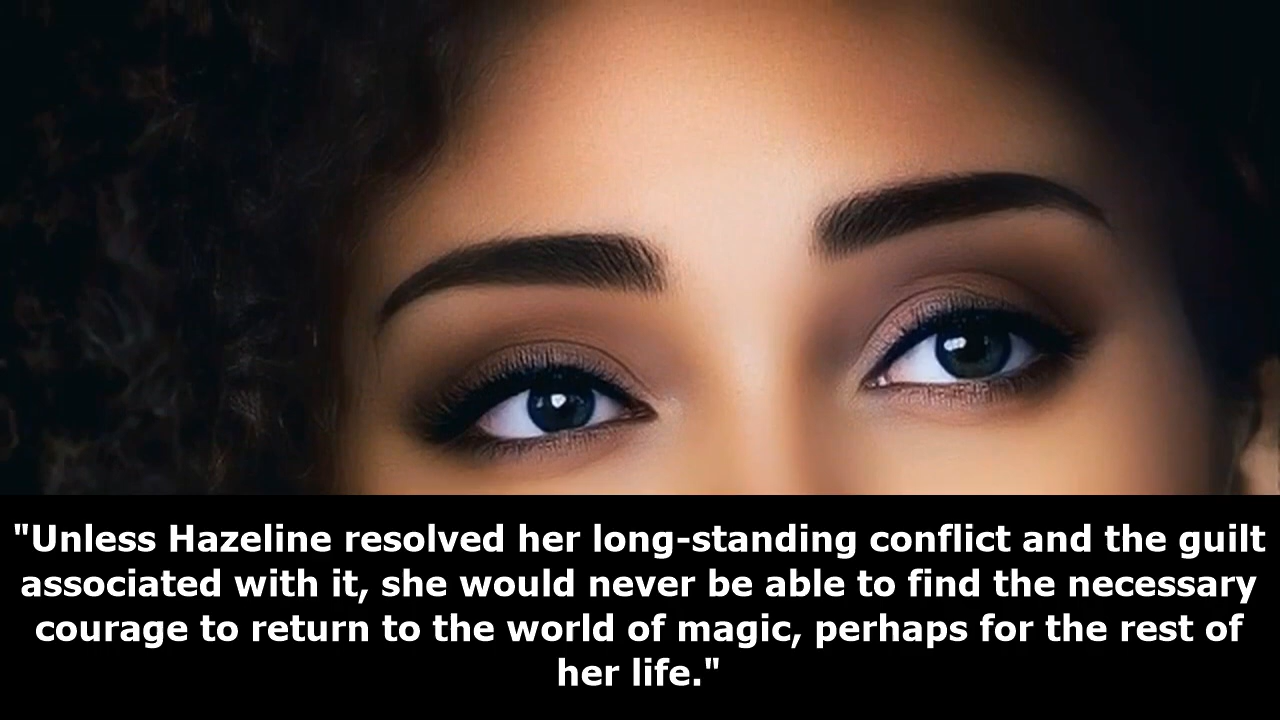 "Unless Hazeline resolved her long-standing conflict and the guilt
associated with it, she would never be able to find the necessary
courage to return to the world of magic, perhaps for the rest of
her life."